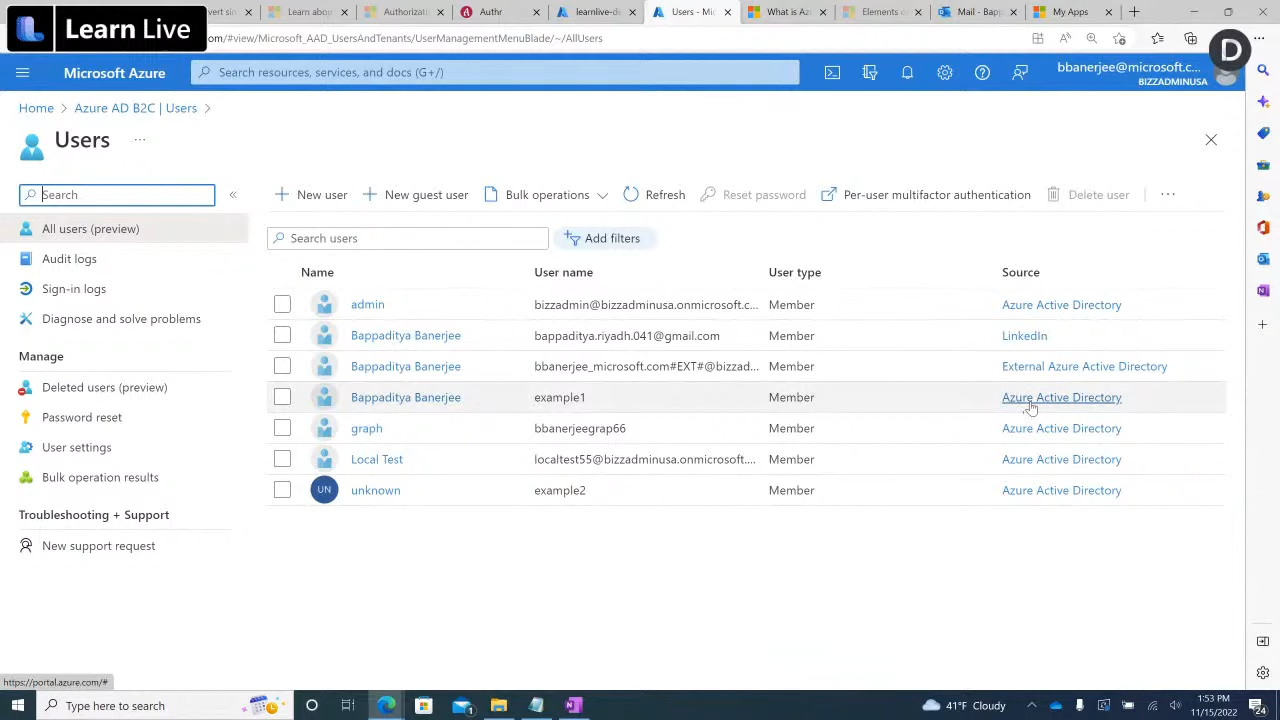 Learn Live
Learn abou
Authorizat
Authr
learnlive-di
Users - Mi
What is Az
Elements
Mail - Bapp
My Apps
om/#view/Microsoft_AAD_UsersAndTenants/UserManagementMenuBlade/~/AllUsers
D
Microsoft Azure
Search resources, services, and docs (G+/)
bbanerjee@microsoft.c...
BIZZADMINUSA
Home > Azure AD B2C | Users >
Users ...
Search «
New user
New guest user
Bulk operations
Refresh
Reset password
Per-user multifactor authentication
Delete user
...
All users (preview)
Audit logs
Sign-in logs
Diagnose and solve problems
Manage
Deleted users (preview)
Password reset
User settings
Bulk operation results
Troubleshooting + Support
New support request
Search users
Add filters
Name User name User type Source
admin bizzadmin@bizzadminusa.onmicrosoft.c... Member Azure Active Directory
Bappaditya Banerjee bappaditya.riyadh.041@gmail.com Member LinkedIn
Bappaditya Banerjee bbanerjee_microsoft.com#EXT#@bizzad... Member External Azure Active Directory
Bappaditya Banerjee example1 Member Azure Active Directory
graph bbanerjeegrap66 Member Azure Active Directory
Local Test localtest55@bizzadminusa.onmicrosoft.... Member Azure Active Directory
UN unknown example2 Member Azure Active Directory
https://portal.azure.com/#
Type here to search
41°F Cloudy
1:53 PM
11/15/2022